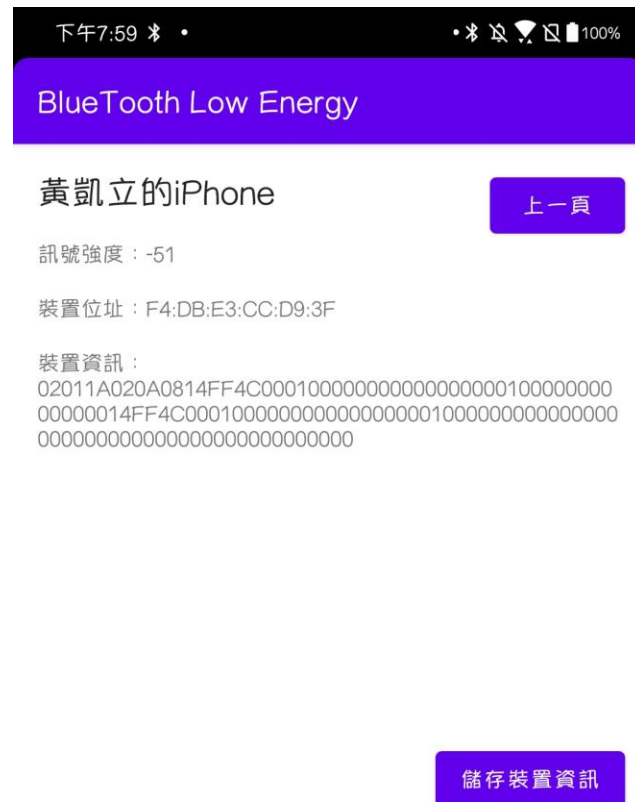 下午7:59
100%
BlueTooth Low Energy
黃凱立的iPhone
上一頁
訊號強度：-51
裝置位址：F4:DB:E3:CC:D9:3F
裝置資訊：
02011A020A0814FF4C0001000000000000000000100000000
00000014FF4C00010000000000000000010000000000000000
000000000000000000000000000
儲存裝置資訊